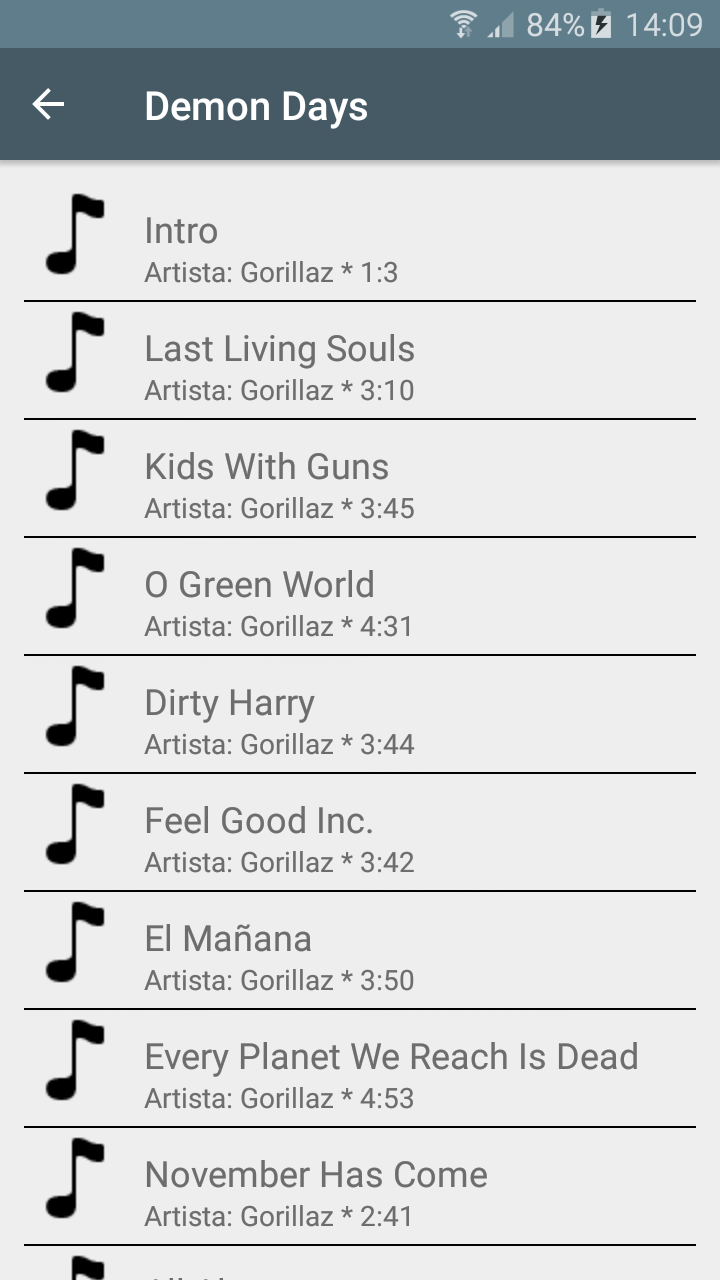 84% 14:09
Demon Days
Intro
Artista: Gorillaz * 1:3
Last Living Souls
Artista: Gorillaz * 3:10
Kids With Guns
Artista: Gorillaz * 3:45
O Green World
Artista: Gorillaz * 4:31
Dirty Harry
Artista: Gorillaz * 3:44
Feel Good Inc.
Artista: Gorillaz * 3:42
El Mañana
Artista: Gorillaz * 3:50
Every Planet We Reach Is Dead
Artista: Gorillaz * 4:53
November Has Come
Artista: Gorillaz * 2:41